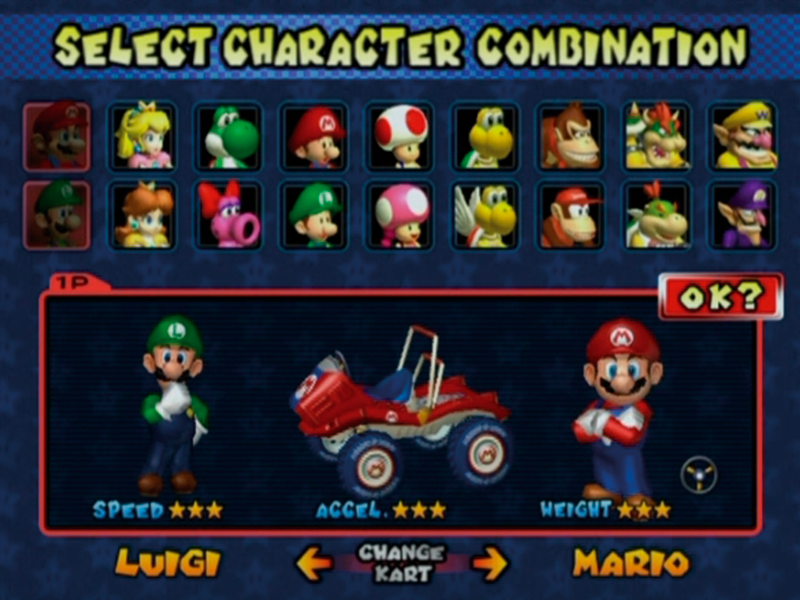 SELECT CHARACTER COMBINATION
1P
OK?
SPEED ★★★
ACCEL. ★★★
WEIGHT ★★★
LUIGI
CHANGE
KART
MARIO